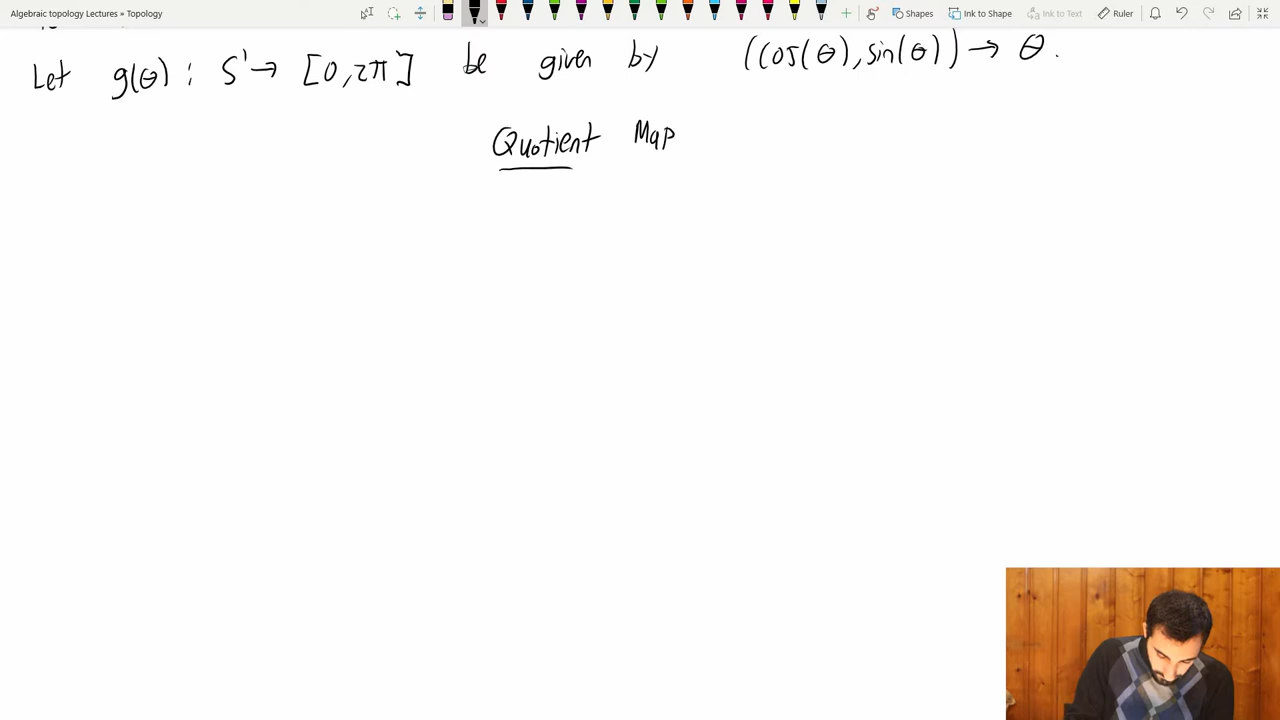 Algebraic topology Lectures » Topology
Shapes Ink to Shape Ink to Text Ruler
Let g(θ) : S¹ → [0, 2π] be given by ((cos(θ), sin(θ)) → θ.
Quotient Map